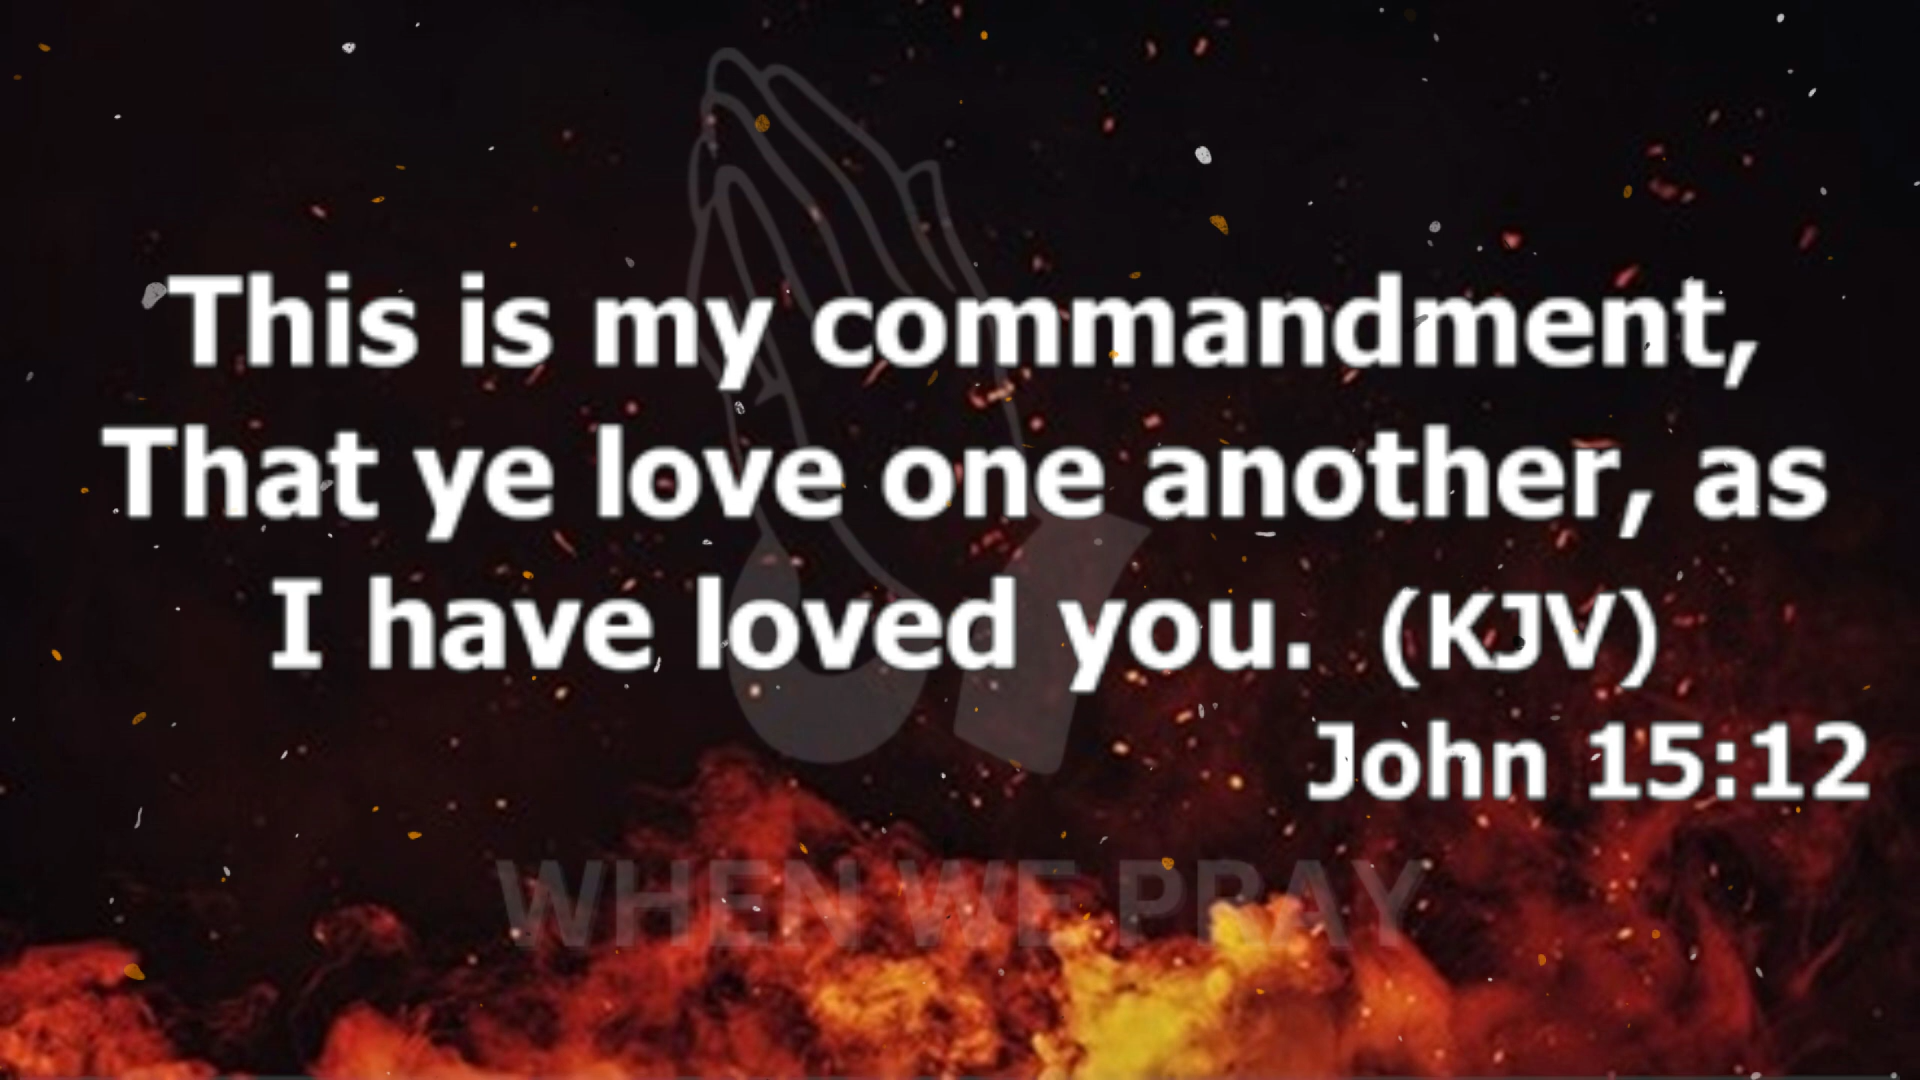 This is my commandment,
That ye love one another, as
I have loved you. (KJV)
John 15:12
WHEN WE PRAY